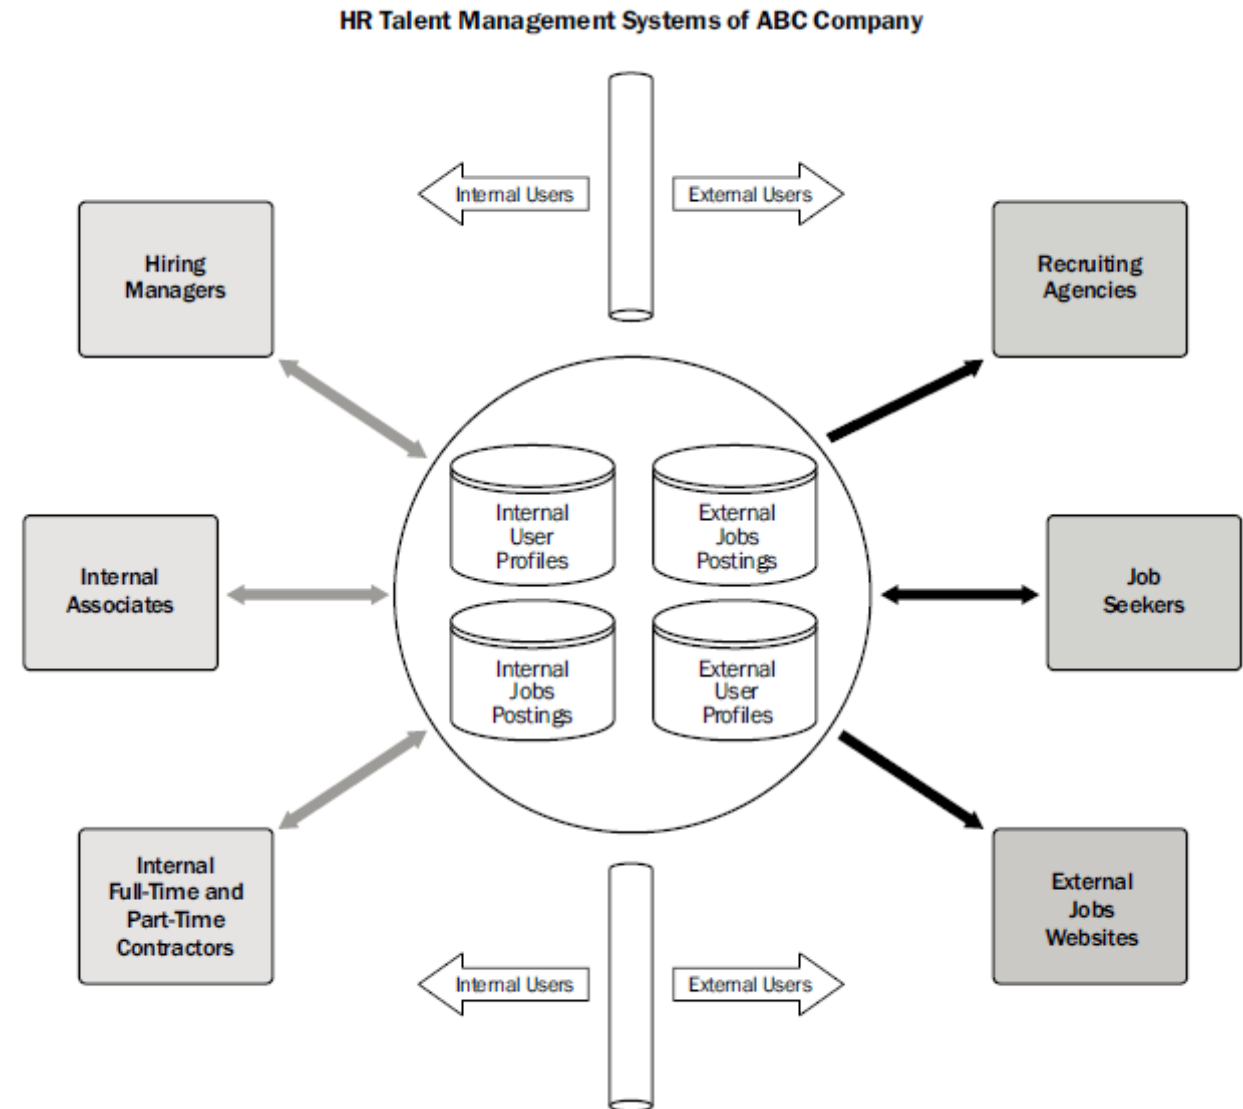 HR Talent Management Systems of ABC Company
Internal Users
External Users
Hiring
Managers
Recruiting
Agencies
Internal
User
Profiles
External
Jobs
Postings
Internal
Associates
Job
Seekers
Internal
Jobs
Postings
External
User
Profiles
Internal
Full-Time and
Part-Time
Contractors
External
Jobs
Websites
Internal Users
External Users